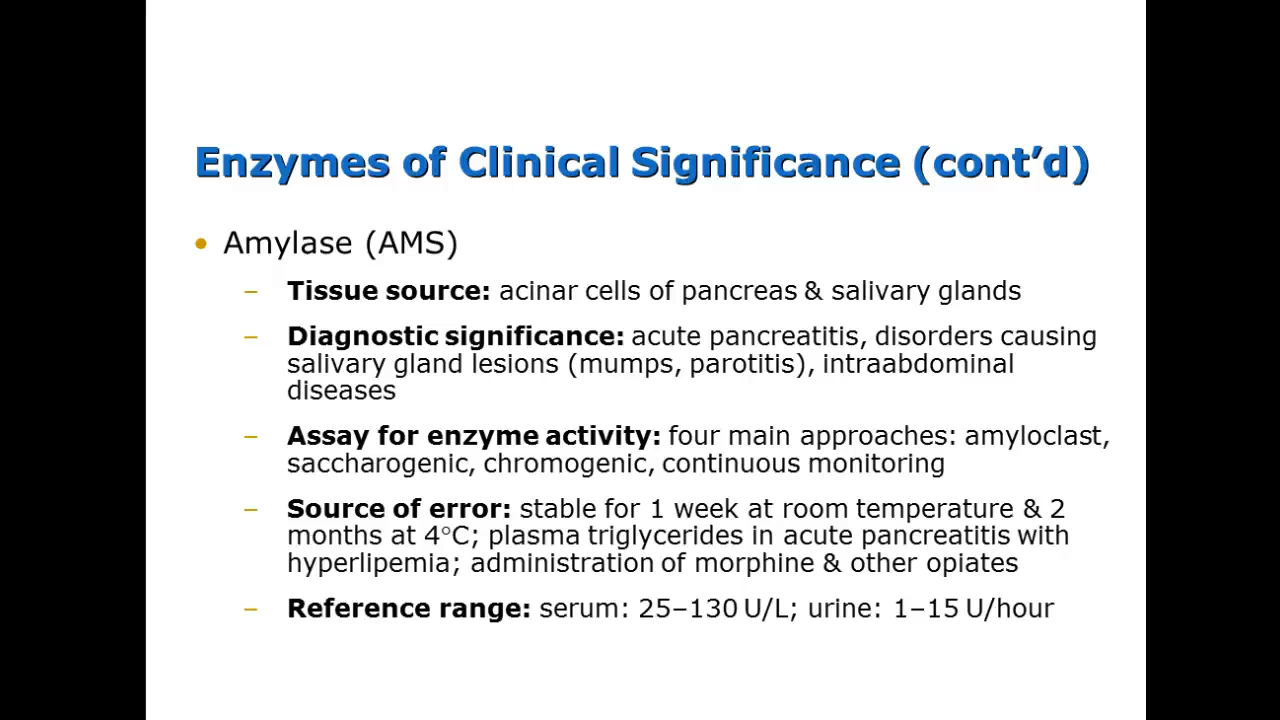 Enzymes of Clinical Significance (cont’d)
• Amylase (AMS)
– Tissue source: acinar cells of pancreas & salivary glands
– Diagnostic significance: acute pancreatitis, disorders causing
salivary gland lesions (mumps, parotitis), intraabdominal
diseases
– Assay for enzyme activity: four main approaches: amyloclast,
saccharogenic, chromogenic, continuous monitoring
– Source of error: stable for 1 week at room temperature & 2
months at 4°C; plasma triglycerides in acute pancreatitis with
hyperlipemia; administration of morphine & other opiates
– Reference range: serum: 25–130 U/L; urine: 1–15 U/hour